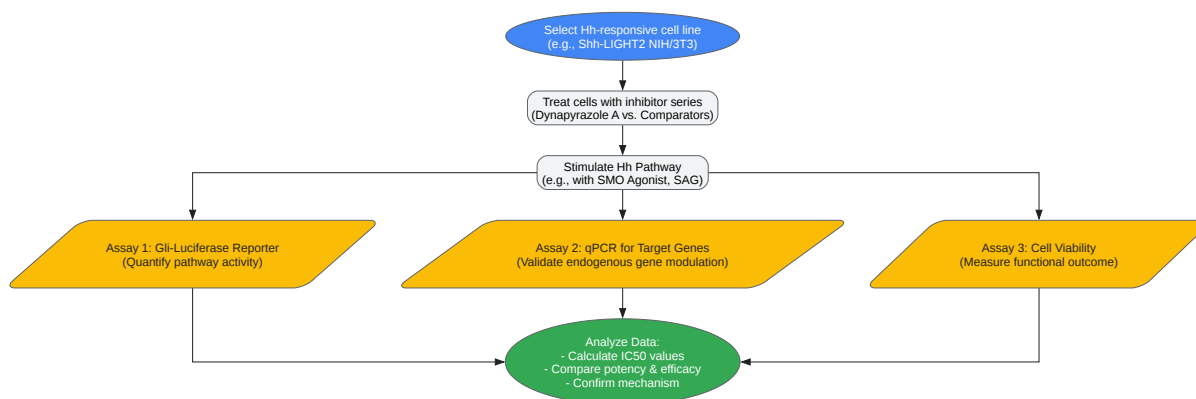 Select Hh-responsive cell line
(e.g., Shh-LIGHT2 NIH/3T3)
Treat cells with inhibitor series
(Dynapyrazole A vs. Comparators)
Stimulate Hh Pathway
(e.g., with SMO Agonist, SAG)
Assay 1: Gli-Luciferase Reporter
(Quantify pathway activity)
Assay 2: qPCR for Target Genes
(Validate endogenous gene modulation)
Assay 3: Cell Viability
(Measure functional outcome)
Analyze Data:
- Calculate IC50 values
- Compare potency & efficacy
- Confirm mechanism